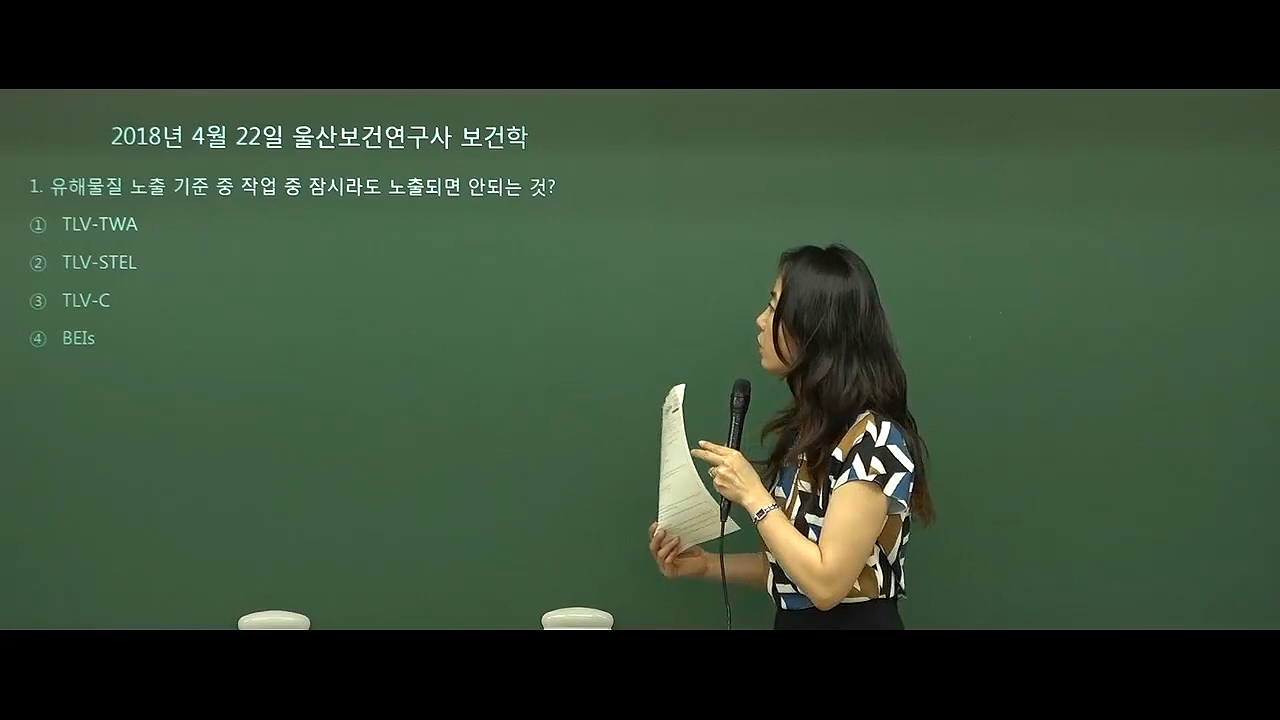 2018년 4월 22일 울산보건연구사 보건학
1. 유해물질 노출 기준 중 작업 중 잠시라도 노출되면 안되는 것?
① TLV-TWA
② TLV-STEL
③ TLV-C
④ BEIs